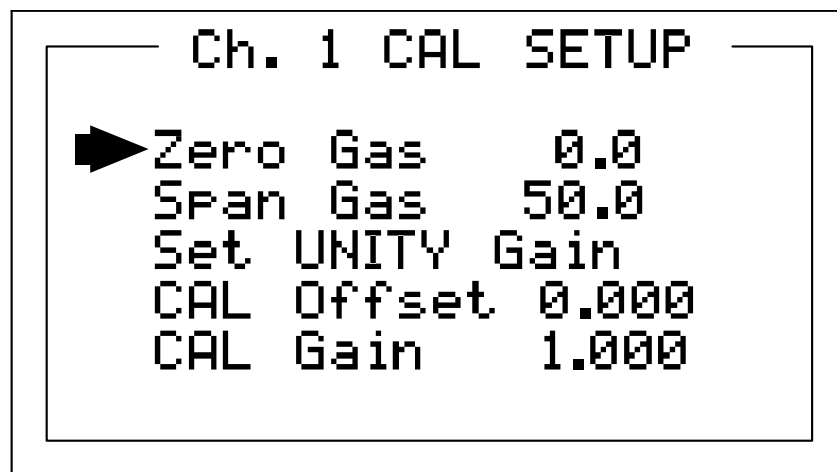 Ch. 1 CAL SETUP
Zero Gas 0.0
Span Gas 50.0
Set UNITY Gain
CAL Offset 0.000
CAL Gain 1.000